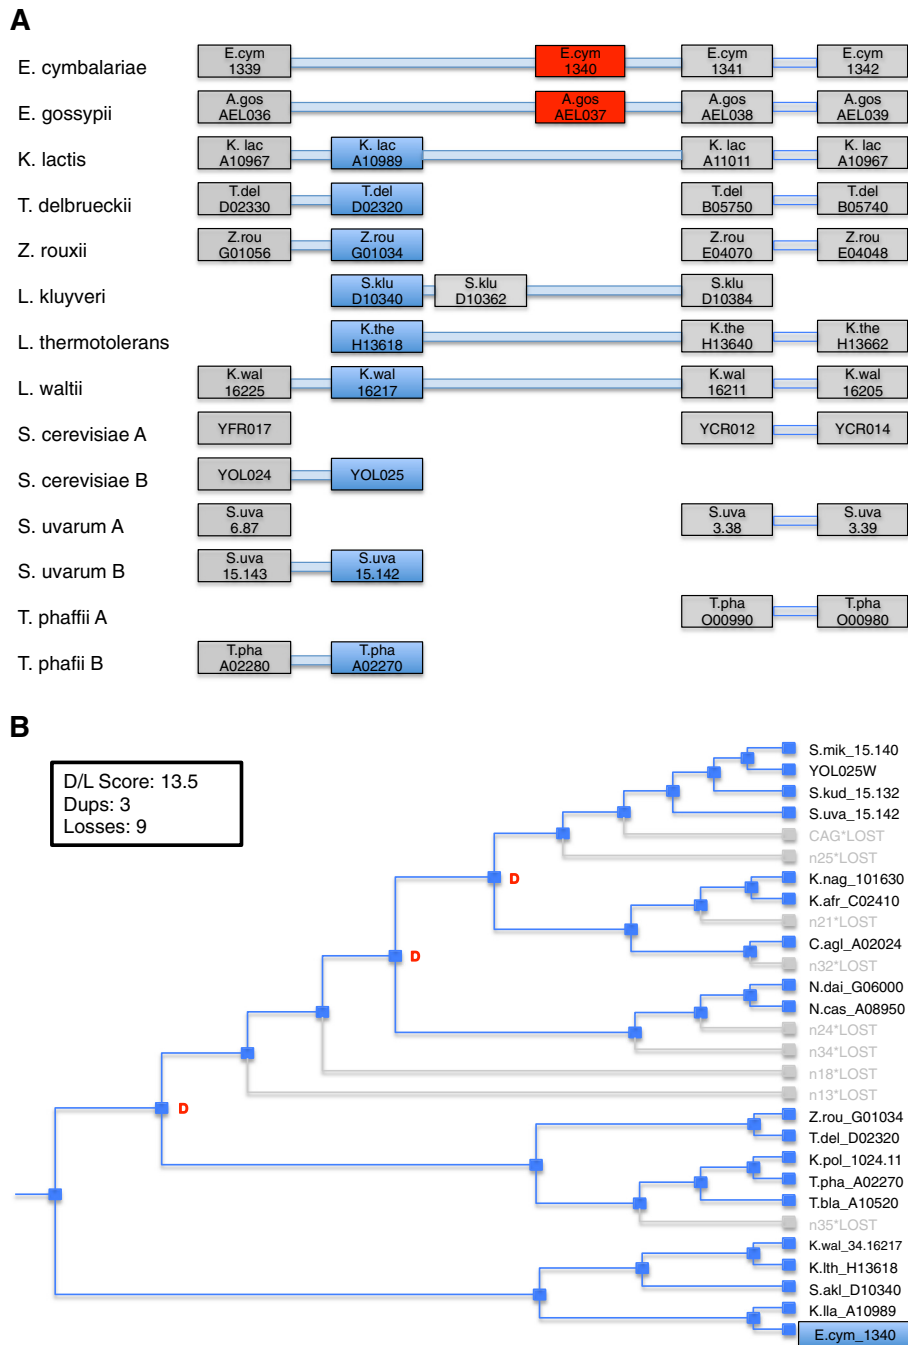 A
E. cymbalariae
E.cym
1339
E.cym
1340
E.cym
1341
E.cym
1342
E. gossypii
A.gos
AEL036
A.gos
AEL037
A.gos
AEL038
A.gos
AEL039
K. lactis
K. lac
A10967
K. lac
A10989
K. lac
A11011
K. lac
A10967
T. delbrueckii
T.del
D02330
T.del
D02320
T.del
B05750
T.del
B05740
Z. rouxii
Z.rou
G01056
Z.rou
G01034
Z.rou
E04070
Z.rou
E04048
L. kluyveri
S.klu
D10340
S.klu
D10362
S.klu
D10384
L. thermotolerans
K.the
H13618
K.the
H13640
K.the
H13662
L. waltii
K.wal
16225
K.wal
16217
K.wal
16211
K.wal
16205
S. cerevisiae A
YFR017
YCR012
YCR014
S. cerevisiae B
YOL024
YOL025
S. uvarum A
S.uva
6.87
S.uva
3.38
S.uva
3.39
S. uvarum B
S.uva
15.143
S.uva
15.142
T. phaffii A
T.pha
O00990
T.pha
O00980
T. phafii B
T.pha
A02280
T.pha
A02270
B
D/L Score: 13.5
Dups: 3
Losses: 9
S.mik_15.140
YOL025W
S.kud_15.132
S.uva_15.142
CAG*LOST
n25*LOST
D
K.nag_101630
K.afr_C02410
n21*LOST
C.agl_A02024
D
n32*LOST
N.dai_G06000
N.cas_A08950
n24*LOST
n34*LOST
n18*LOST
n13*LOST
D
Z.rou_G01034
T.del_D02320
K.pol_1024.11
T.pha_A02270
T.bla_A10520
n35*LOST
K.wal_34.16217
K.lth_H13618
S.akl_D10340
K.lla_A10989
E.cym_1340